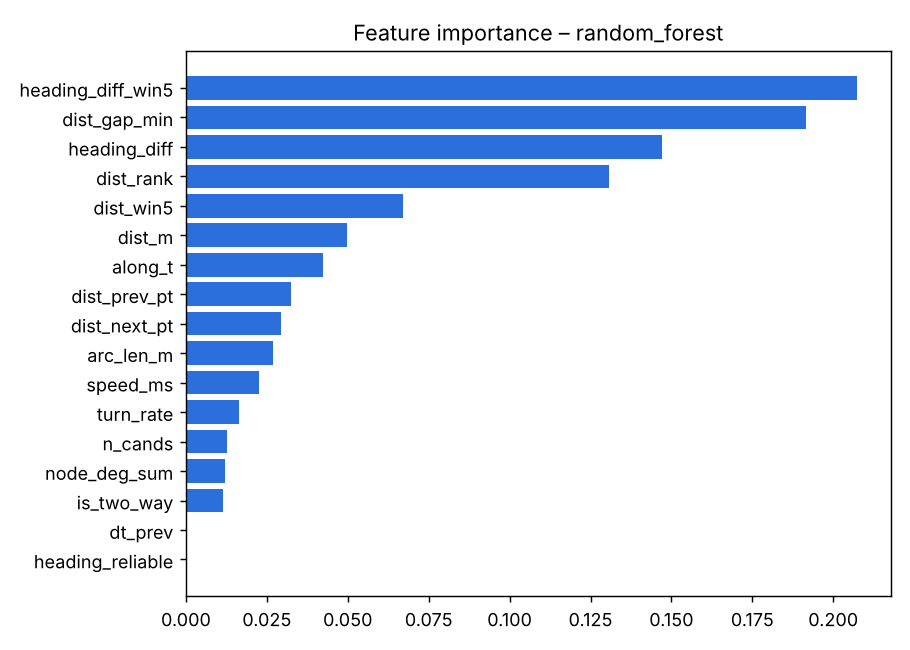 Feature importance – random_forest
heading_diff_win5
dist_gap_min
heading_diff
dist_rank
dist_win5
dist_m
along_t
dist_prev_pt
dist_next_pt
arc_len_m
speed_ms
turn_rate
n_cands
node_deg_sum
is_two_way
dt_prev
heading_reliable
0.000 0.025 0.050 0.075 0.100 0.125 0.150 0.175 0.200